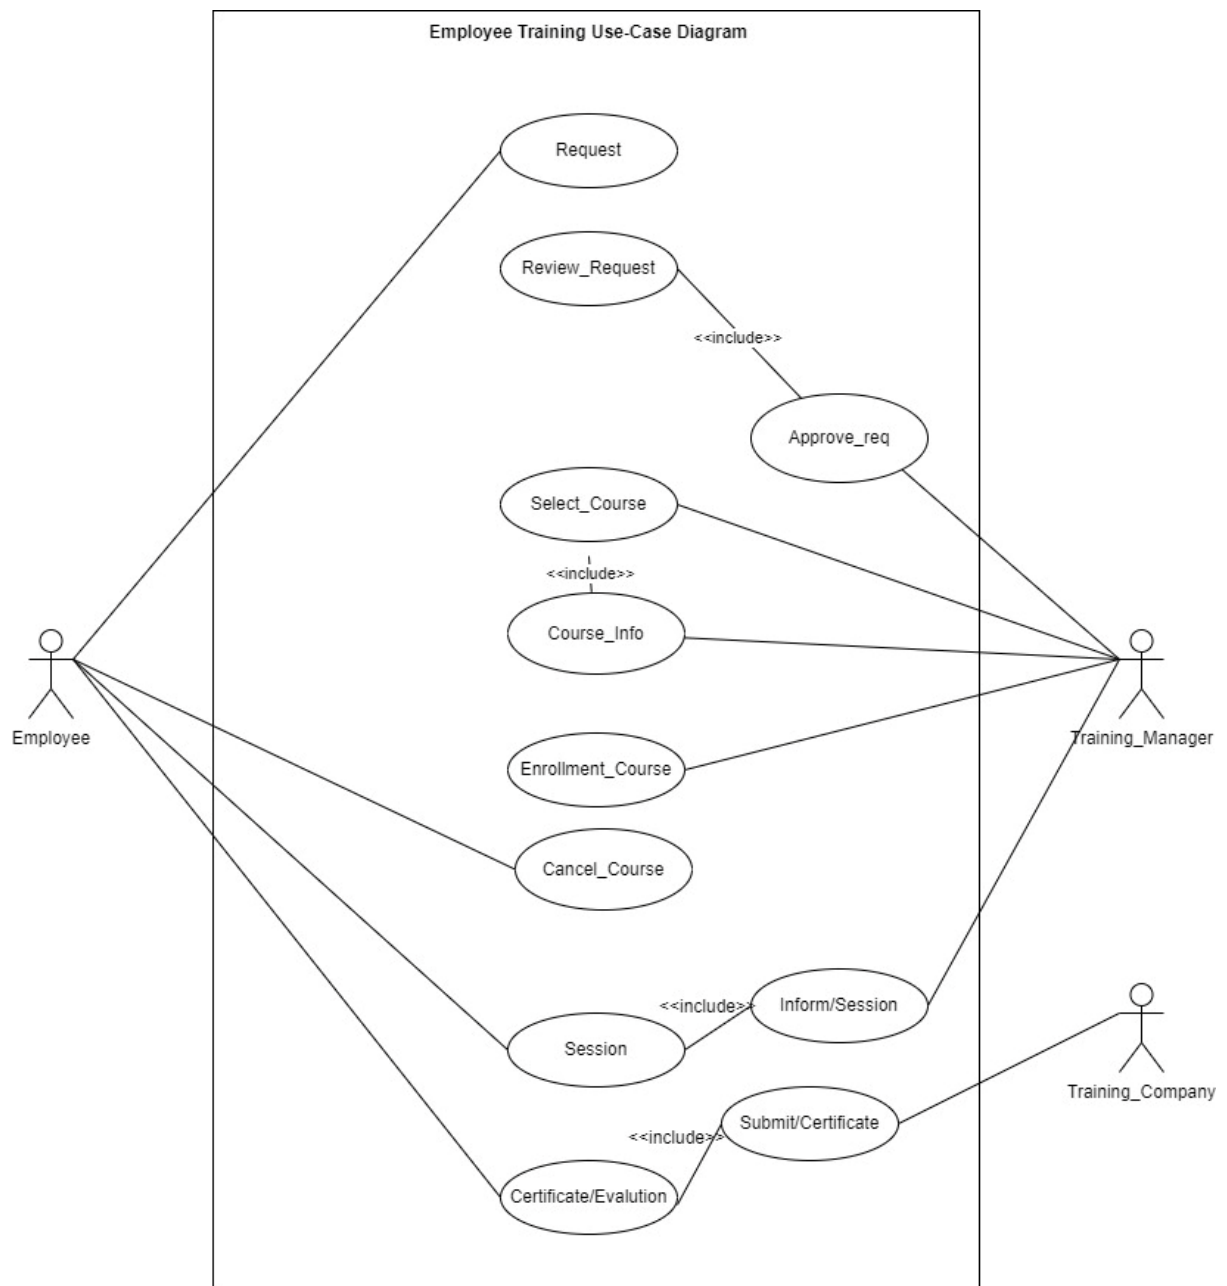 Employee Training Use-Case Diagram
Request
Review_Request
<<include>>
Approve_req
Select_Course
<<include>>
Course_Info
Employee
Training_Manager
Enrollment_Course
Cancel_Course
<<include>>
Inform/Session
Session
Training_Company
Submit/Certificate
<<include>>
Certificate/Evalution